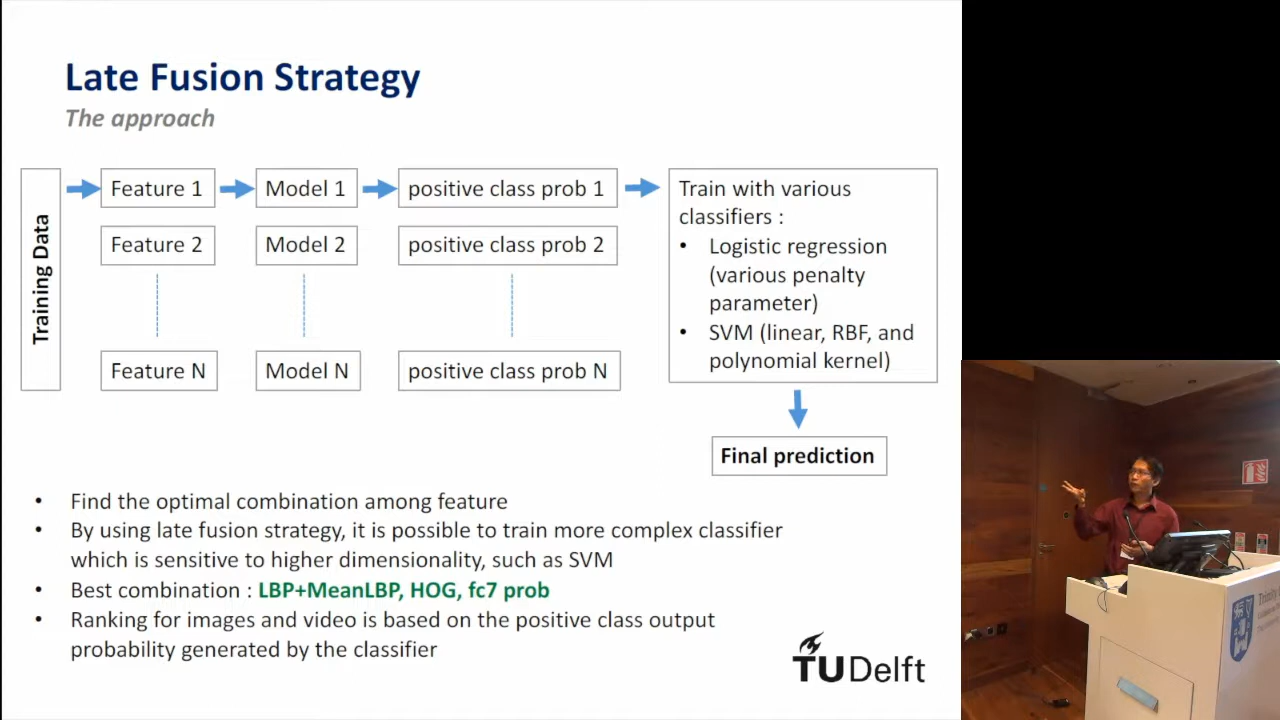 Late Fusion Strategy
The approach
Training Data
Feature 1
Model 1
positive class prob 1
Feature 2
Model 2
positive class prob 2
Feature N
Model N
positive class prob N
Train with various
classifiers :
• Logistic regression
(various penalty
parameter)
• SVM (linear, RBF, and
polynomial kernel)
Final prediction
• Find the optimal combination among feature
• By using late fusion strategy, it is possible to train more complex classifier
which is sensitive to higher dimensionality, such as SVM
• Best combination : LBP+MeanLBP, HOG, fc7 prob
• Ranking for images and video is based on the positive class output
probability generated by the classifier
TUDelft